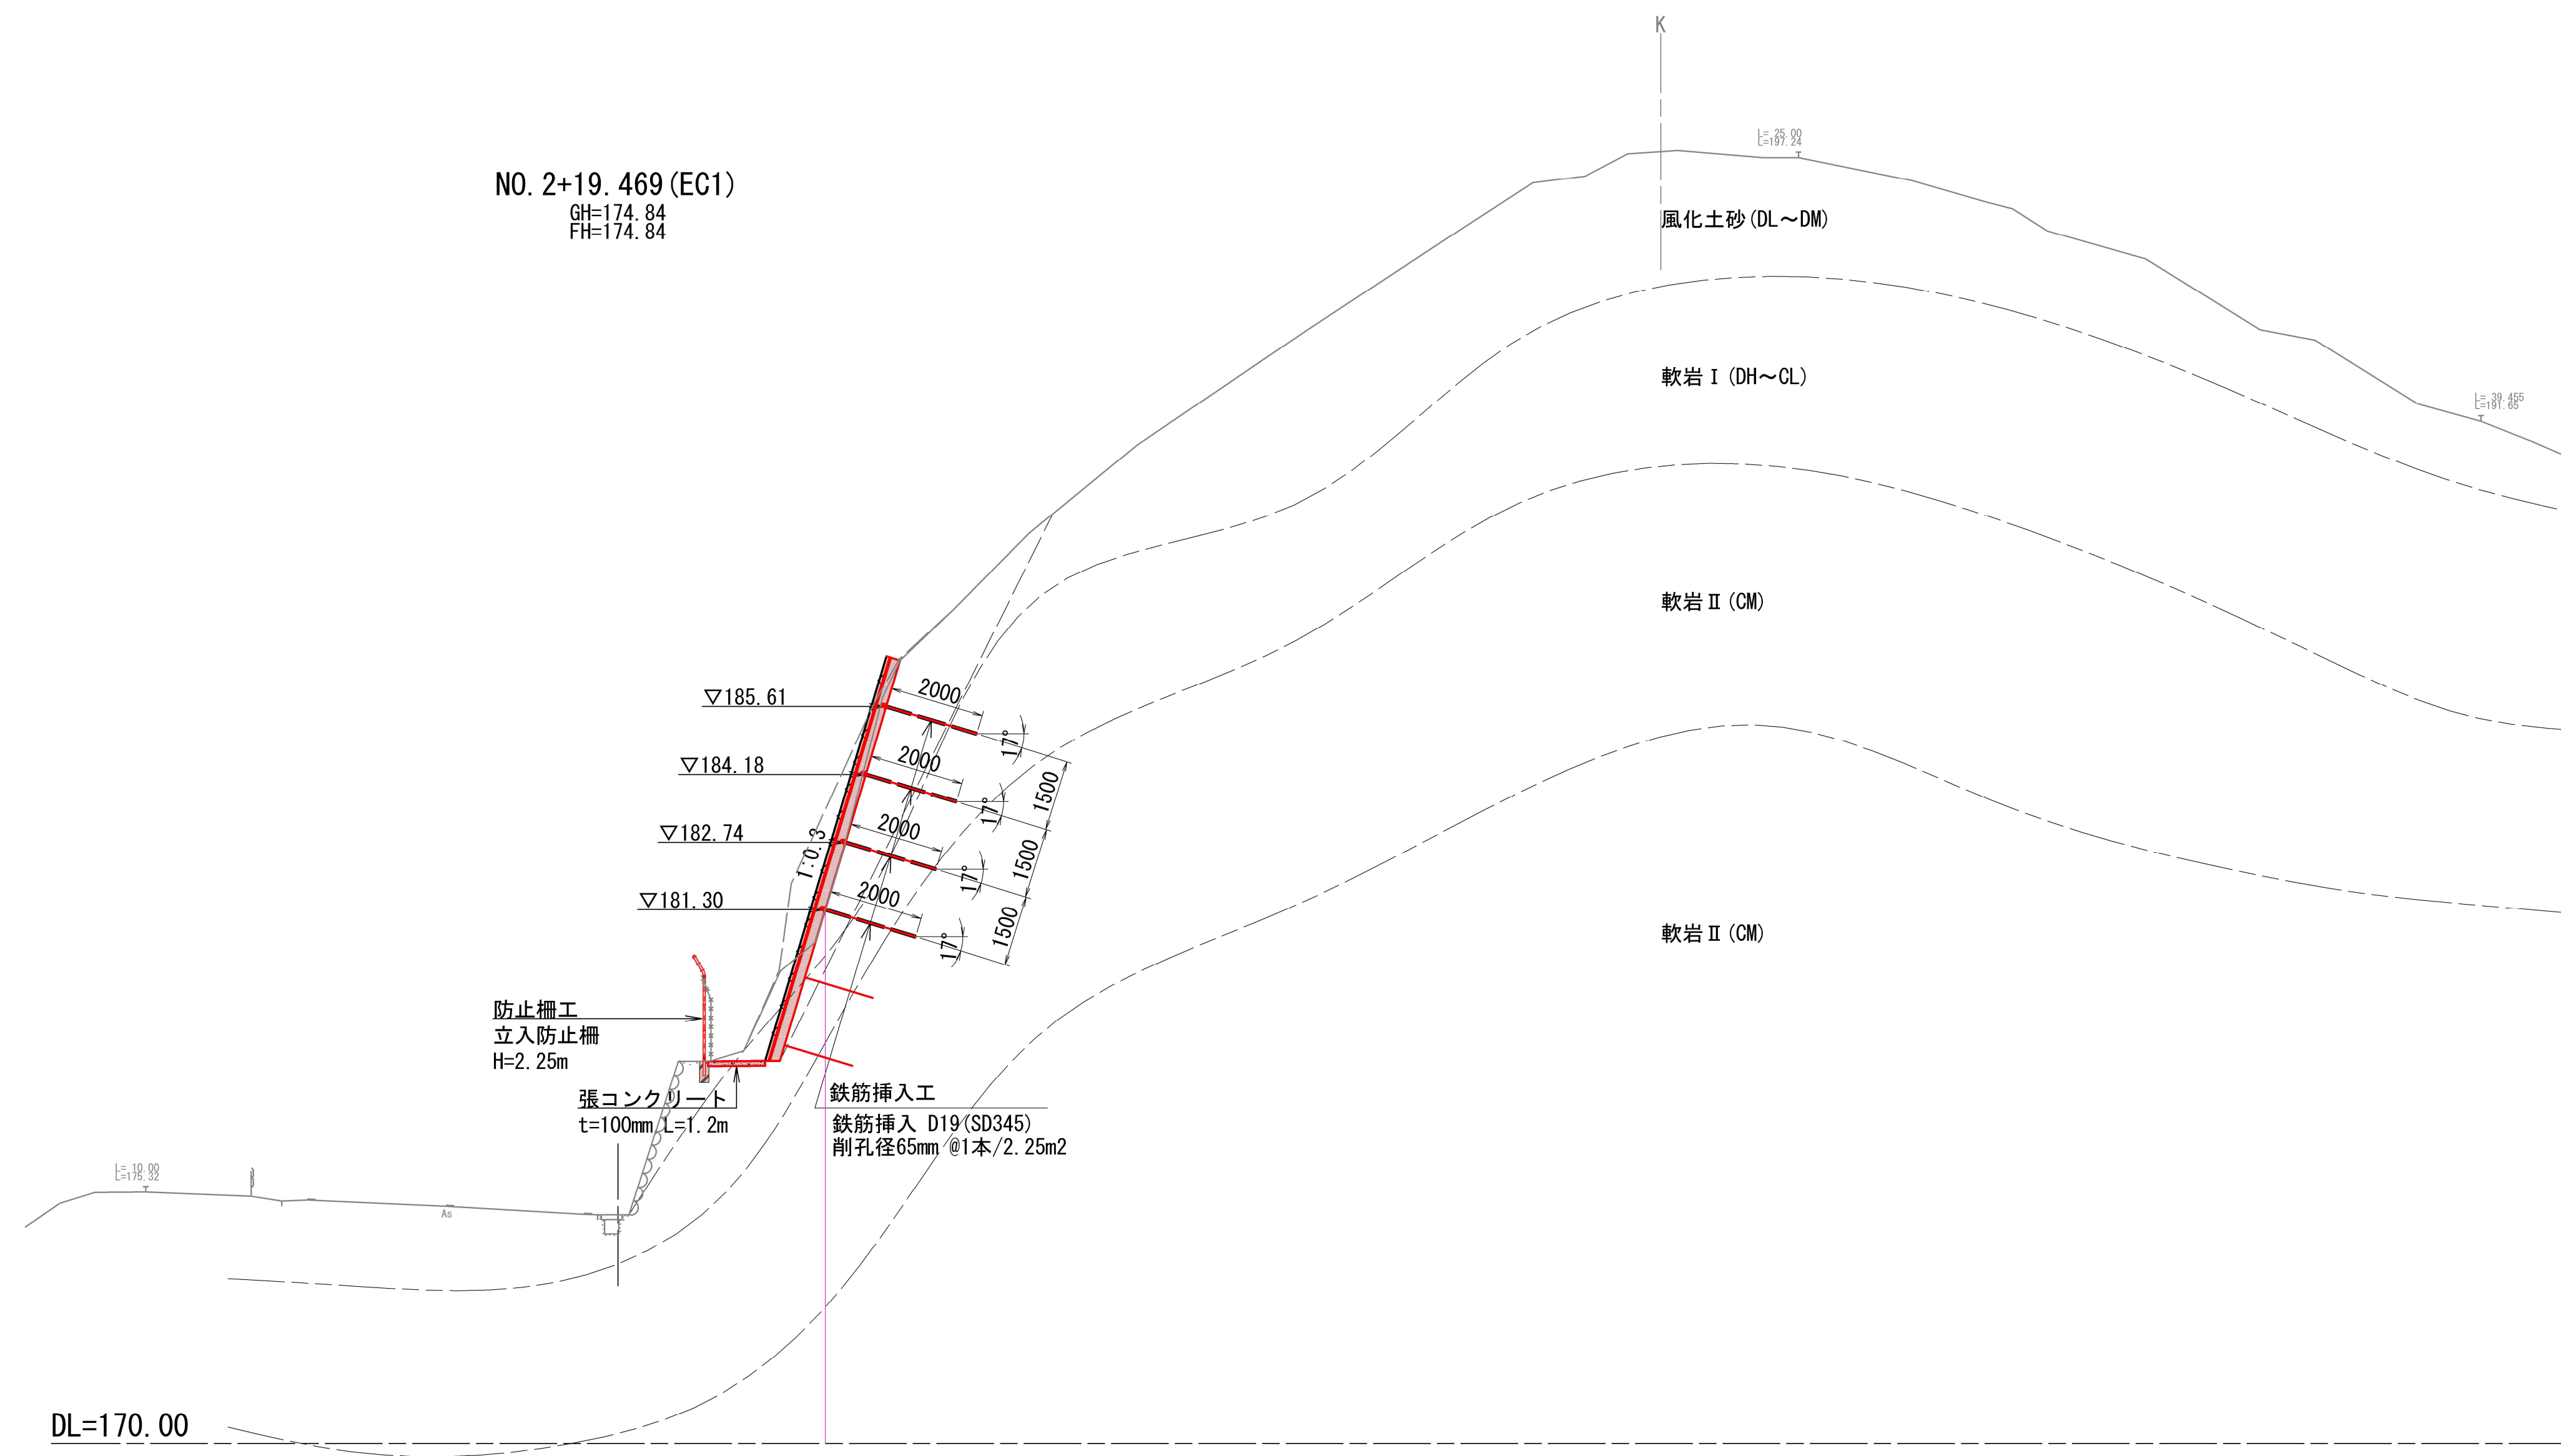 K
L= 25.00
L=197.24
NO.2+19.469(EC1)
GH=174.84
FH=174.84
風化土砂(DL～DM)
軟岩Ⅰ(DH～CL)
L= 39.455
L=191.65
軟岩Ⅱ(CM)
▽185.61
2000
17°
▽184.18
2000
17°
1500
▽182.74
1:0.3
2000
17°
1500
▽181.30
2000
17°
1500
軟岩Ⅱ(CM)
防止柵工
立入防止柵
H=2.25m
張コンクリート
t=100mm L=1.2m
鉄筋挿入工
鉄筋挿入 D19(SD345)
削孔径65mm @1本/2.25m2
L= 10.00
L=175.32
As
DL=170.00